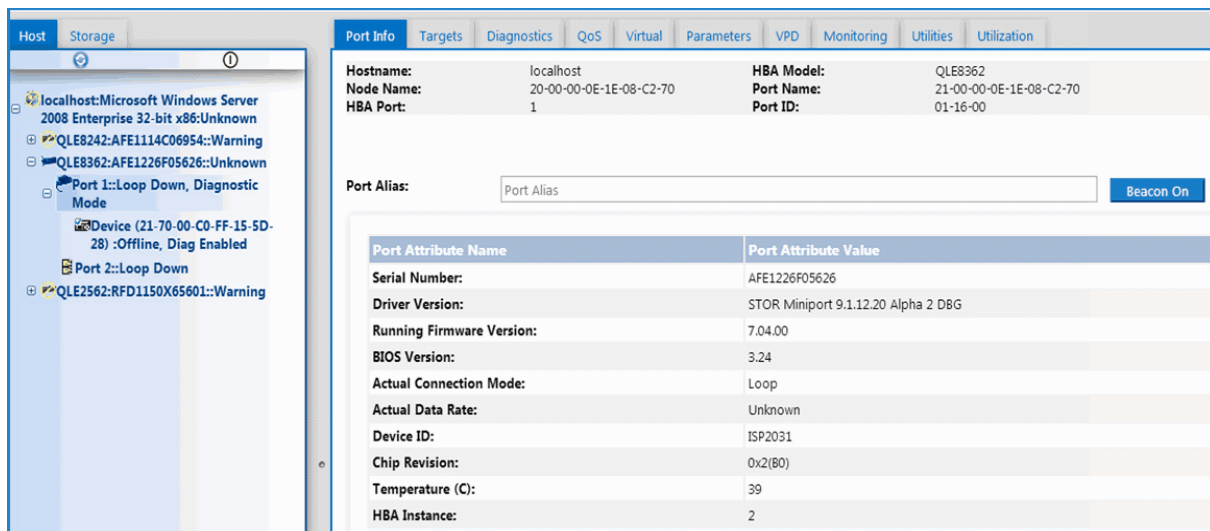 Host Storage
localhost:Microsoft Windows Server
2008 Enterprise 32-bit x86:Unknown
QLE8242:AFE1114C06954::Warning
QLE8362:AFE1226F05626::Unknown
Port 1::Loop Down, Diagnostic
Mode
Device (21-70-00-C0-FF-15-5D-
28) :Offline, Diag Enabled
Port 2::Loop Down
QLE2562:RFD1150X65601::Warning
Port Info Targets Diagnostics QoS Virtual Parameters VPD Monitoring Utilities Utilization
Hostname: localhost HBA Model: QLE8362
Node Name: 20-00-00-0E-1E-08-C2-70 Port Name: 21-00-00-0E-1E-08-C2-70
HBA Port: 1 Port ID: 01-16-00
Port Alias: Port Alias Beacon On
Port Attribute Name Port Attribute Value
Serial Number: AFE1226F05626
Driver Version: STOR Miniport 9.1.12.20 Alpha 2 DBG
Running Firmware Version: 7.04.00
BIOS Version: 3.24
Actual Connection Mode: Loop
Actual Data Rate: Unknown
Device ID: ISP2031
Chip Revision: 0x2(B0)
Temperature (C): 39
HBA Instance: 2